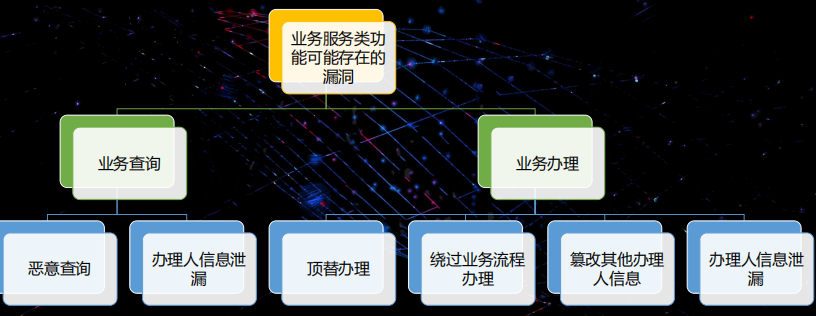 业务服务类功
能可能存在的
漏洞
业务查询
业务办理
恶意查询
办理人信息泄
漏
顶替办理
绕过业务流程
办理
篡改其他办理
人信息
办理人信息泄
漏